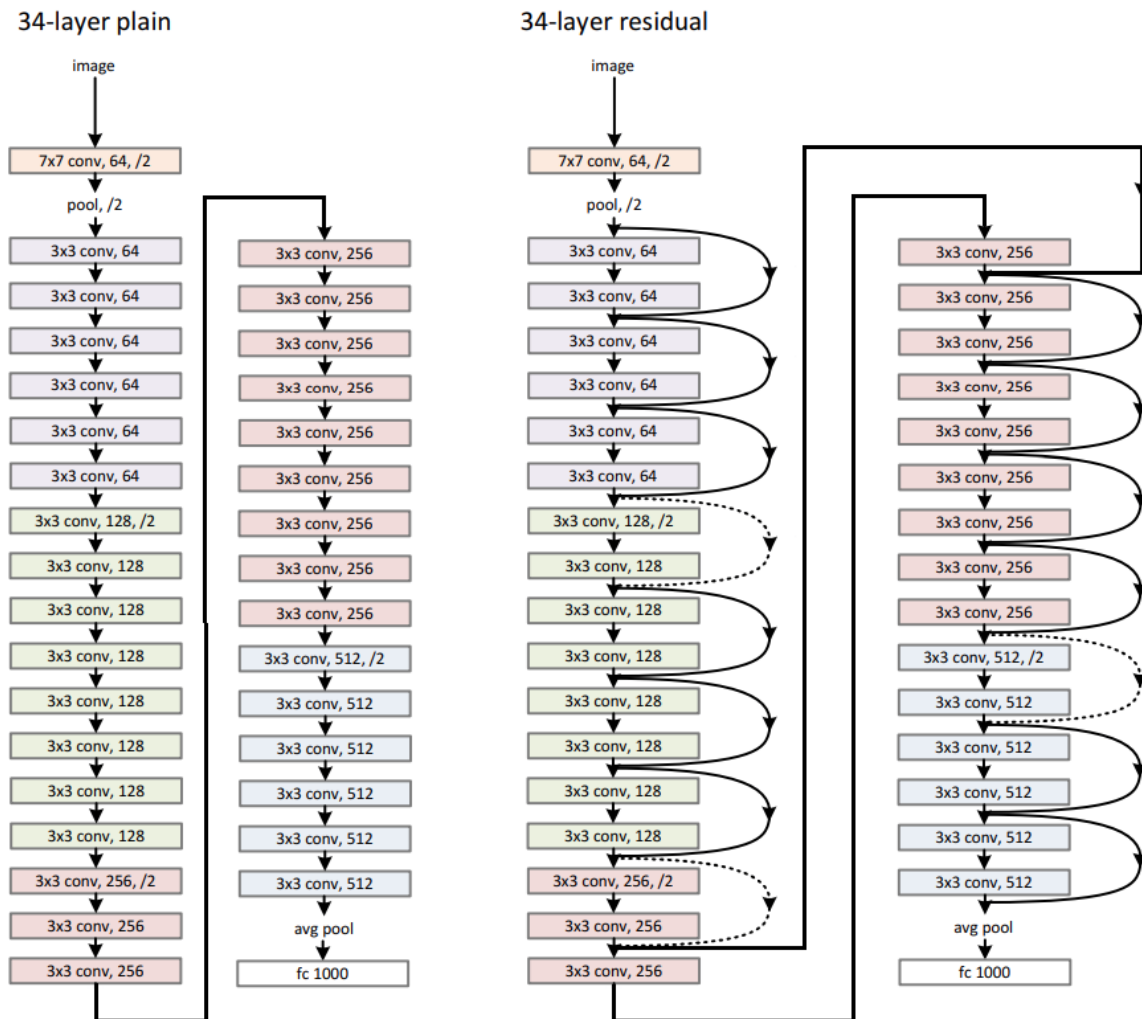 34-layer plain
image
7x7 conv, 64, /2
pool, /2
3x3 conv, 64
3x3 conv, 64
3x3 conv, 64
3x3 conv, 64
3x3 conv, 64
3x3 conv, 64
3x3 conv, 128, /2
3x3 conv, 128
3x3 conv, 128
3x3 conv, 128
3x3 conv, 128
3x3 conv, 128
3x3 conv, 128
3x3 conv, 128
3x3 conv, 256, /2
3x3 conv, 256
3x3 conv, 256
3x3 conv, 256
3x3 conv, 256
3x3 conv, 256
3x3 conv, 256
3x3 conv, 256
3x3 conv, 256
3x3 conv, 256
3x3 conv, 256
3x3 conv, 256
3x3 conv, 512, /2
3x3 conv, 512
3x3 conv, 512
3x3 conv, 512
3x3 conv, 512
3x3 conv, 512
avg pool
fc 1000
34-layer residual
image
7x7 conv, 64, /2
pool, /2
3x3 conv, 64
3x3 conv, 64
3x3 conv, 64
3x3 conv, 64
3x3 conv, 64
3x3 conv, 64
3x3 conv, 128, /2
3x3 conv, 128
3x3 conv, 128
3x3 conv, 128
3x3 conv, 128
3x3 conv, 128
3x3 conv, 128
3x3 conv, 128
3x3 conv, 256, /2
3x3 conv, 256
3x3 conv, 256
3x3 conv, 256
3x3 conv, 256
3x3 conv, 256
3x3 conv, 256
3x3 conv, 256
3x3 conv, 256
3x3 conv, 256
3x3 conv, 256
3x3 conv, 256
3x3 conv, 512, /2
3x3 conv, 512
3x3 conv, 512
3x3 conv, 512
3x3 conv, 512
3x3 conv, 512
avg pool
fc 1000